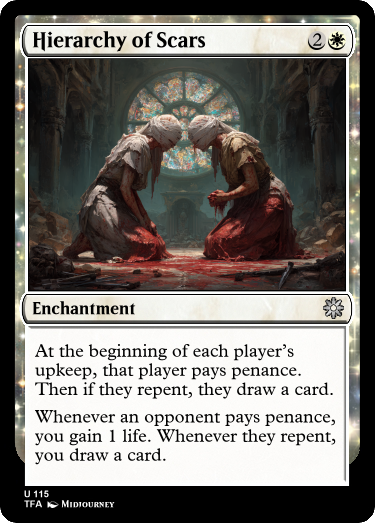 Hierarchy of Scars 2
Enchantment
At the beginning of each player's
upkeep, that player pays penance.
Then if they repent, they draw a card.
Whenever an opponent pays penance,
you gain 1 life. Whenever they repent,
you draw a card.
U 115
TFA Midjourney